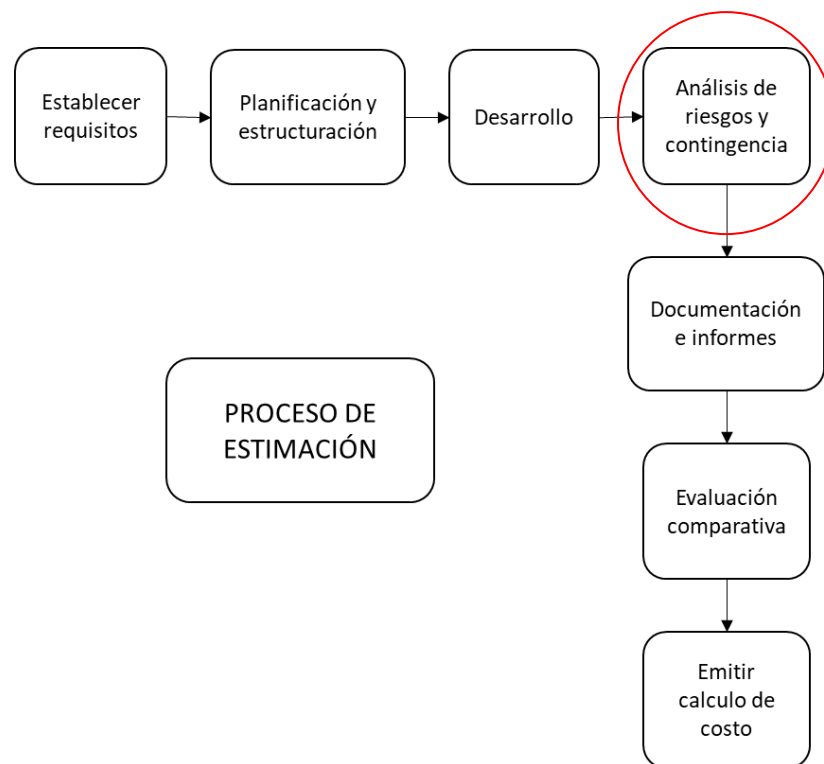 Establecer
requisitos
Planificación y
estructuración
Desarrollo
Análisis de
riesgos y
contingencia
Documentación
e informes
PROCESO DE
ESTIMACIÓN
Evaluación
comparativa
Emitir
calculo de
costo